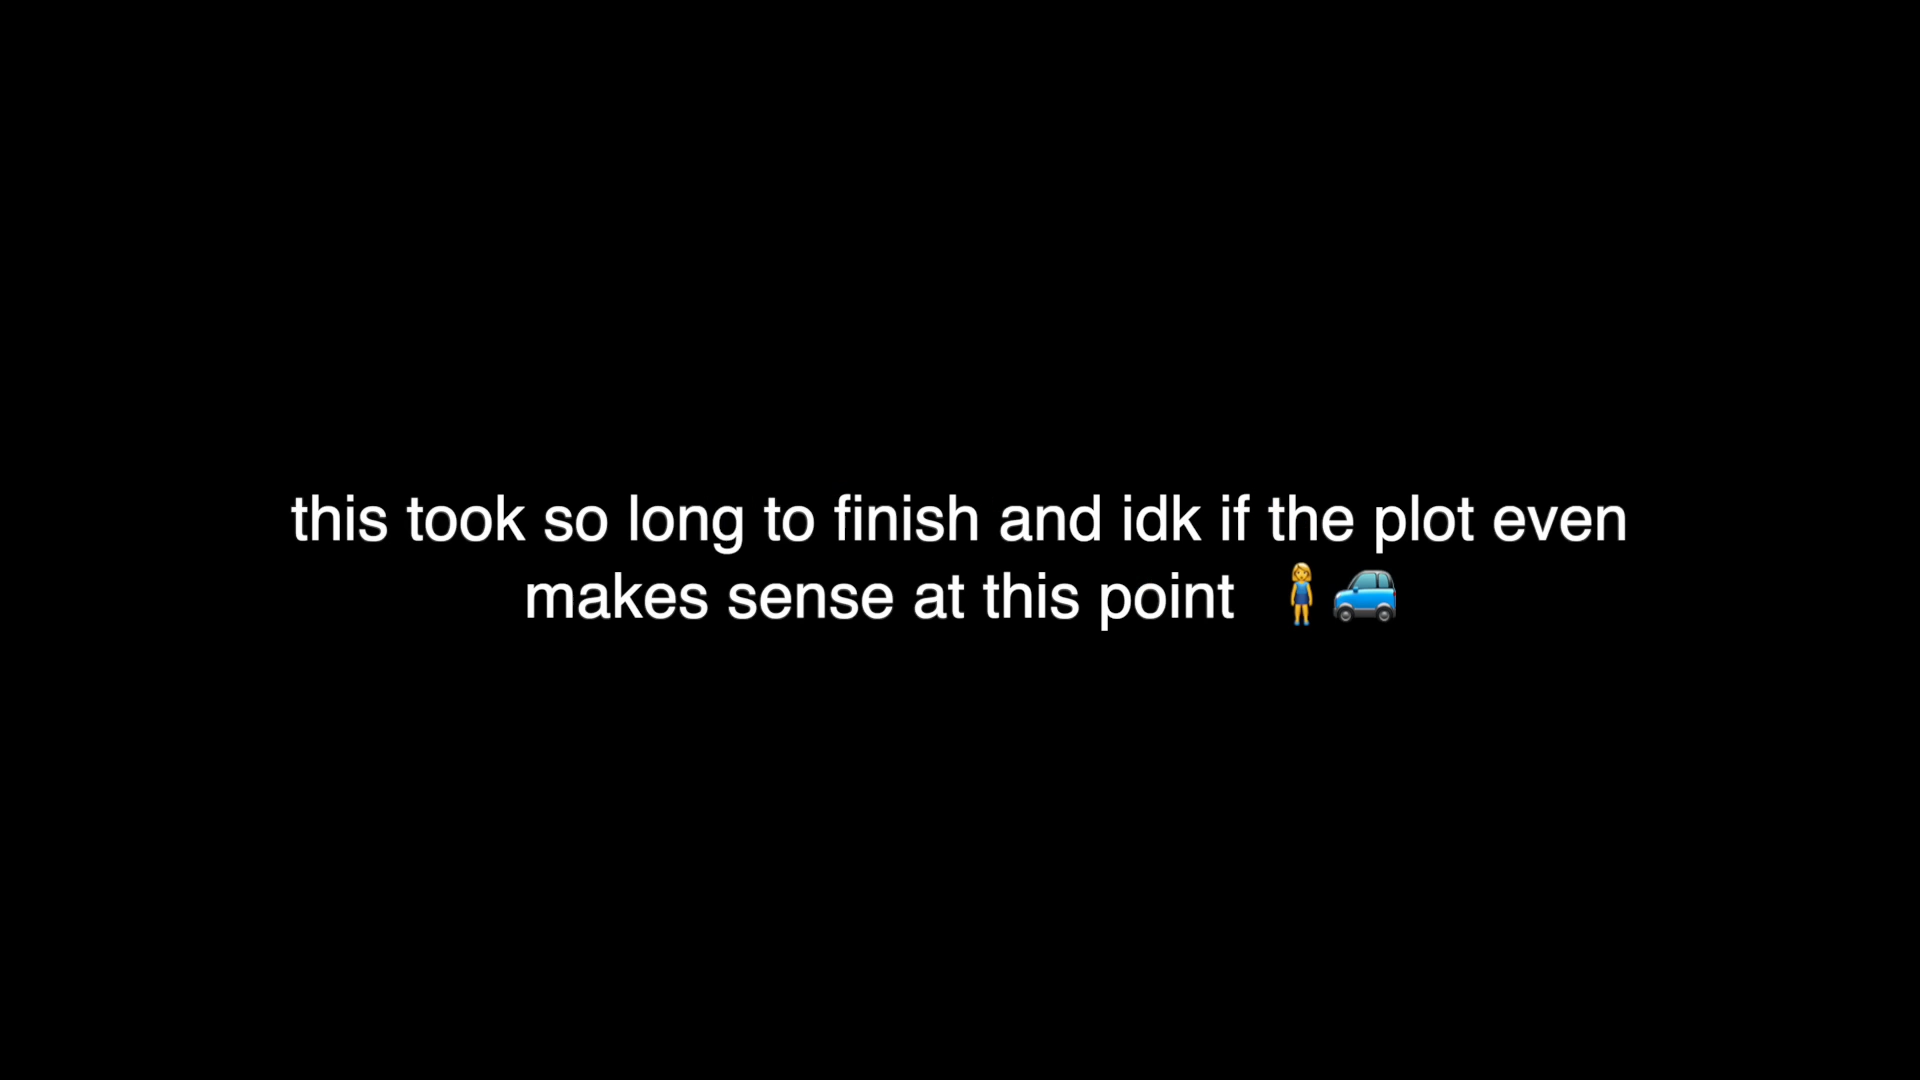 this took so long to finish and idk if the plot even
makes sense at this point 🧍‍♀️🚙